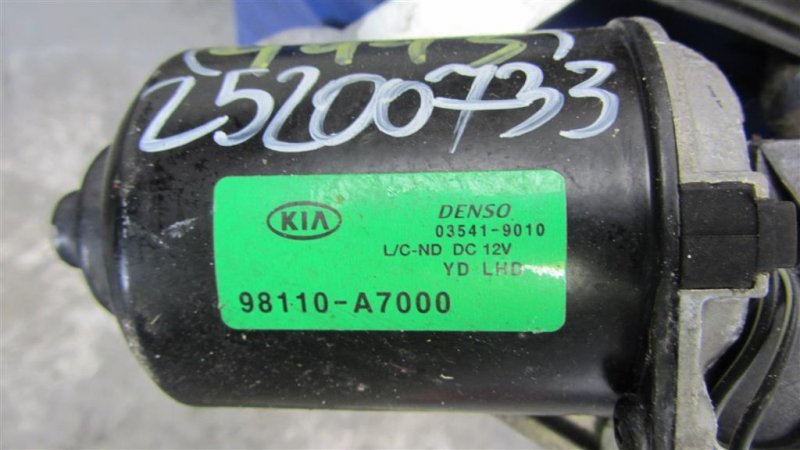 25200733
KIA
DENSO
03541-9010
L/C-ND DC 12V
YD LHD
98110-A7000